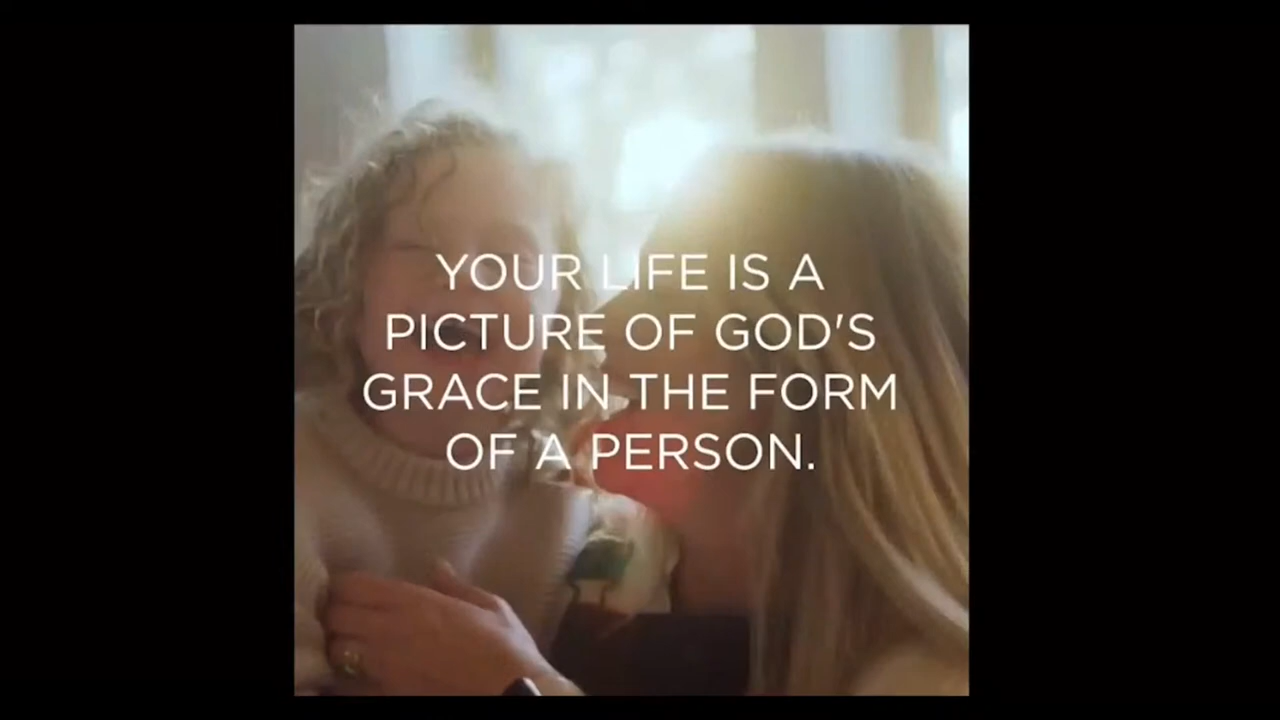 YOUR LIFE IS A
PICTURE OF GOD'S
GRACE IN THE FORM
OF A PERSON.